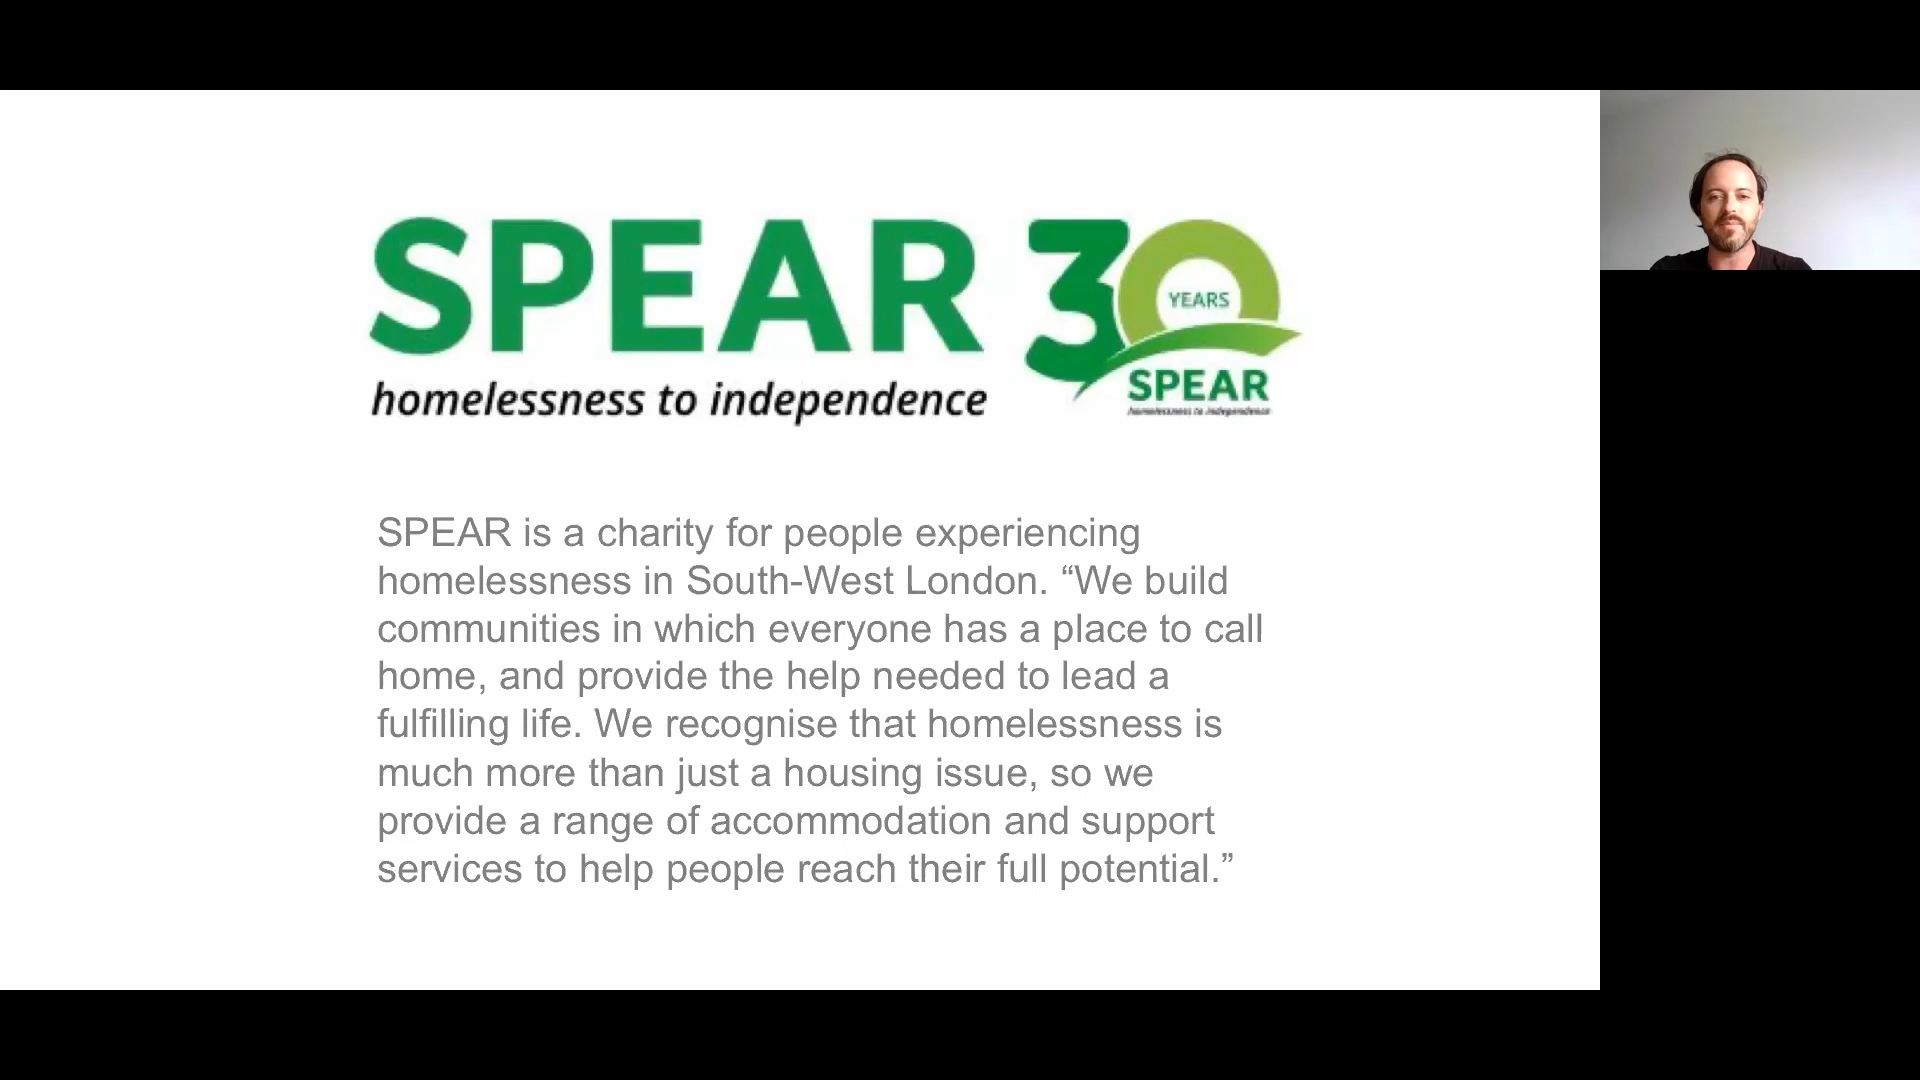 SPEAR
homelessness to independence
30
YEARS
SPEAR
homelessness to independence
SPEAR is a charity for people experiencing
homelessness in South-West London. “We build
communities in which everyone has a place to call
home, and provide the help needed to lead a
fulfilling life. We recognise that homelessness is
much more than just a housing issue, so we
provide a range of accommodation and support
services to help people reach their full potential.”